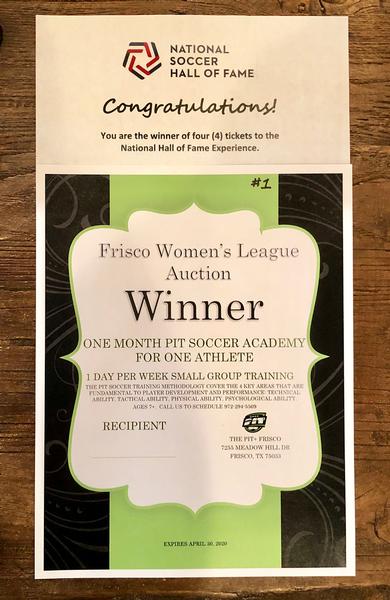 NATIONAL
SOCCER
HALL OF FAME
Congratulations!
You are the winner of four (4) tickets to the
National Hall of Fame Experience.
#1
Frisco Women's League
Auction
Winner
ONE MONTH PIT SOCCER ACADEMY
FOR ONE ATHLETE
1 DAY PER WEEK SMALL GROUP TRAINING
THE PIT SOCCER TRAINING METHODOLOGY COVER THE 4 KEY AREAS THAT ARE
FUNDAMENTAL TO PLAYER DEVELOPMENT AND PERFORMANCE: TECHNICAL
ABILITY, TACTICAL ABILITY, PHYSICAL ABILITY, PSYCHOLOGICAL ABILITY
AGES 7+ CALL US TO SCHEDULE 972-294-5509
RECIPIENT
THE PIT+ FRISCO
7255 MEADOW HILL DR
FRISCO, TX 75033
EXPIRES APRIL 30, 2020